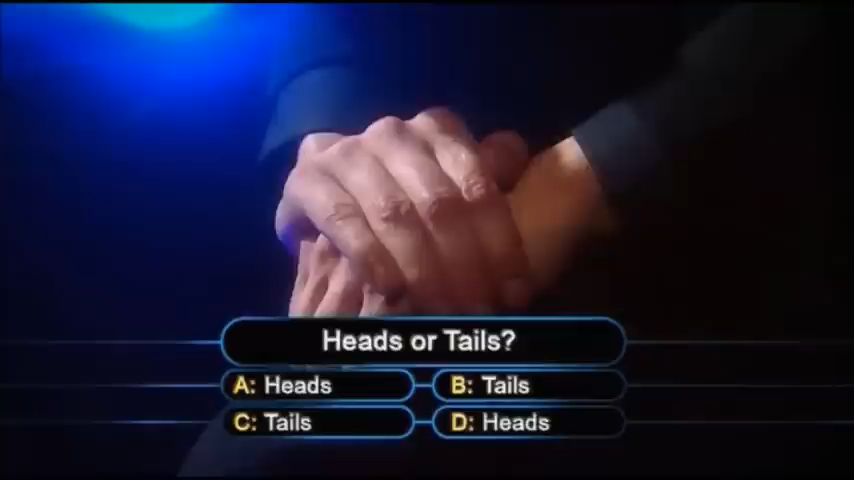 Heads or Tails?
A: Heads
B: Tails
C: Tails
D: Heads